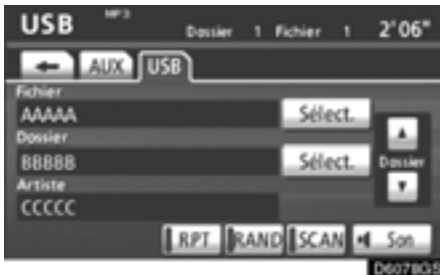 USB MP3 Dossier 1 Fichier 1 2'06"
AUX USB
Fichier
AAAAA Sélect.
Dossier
BBBBB Sélect. Dossier
Artiste
CCCCC
RPT RAND SCAN Son
D6078GS